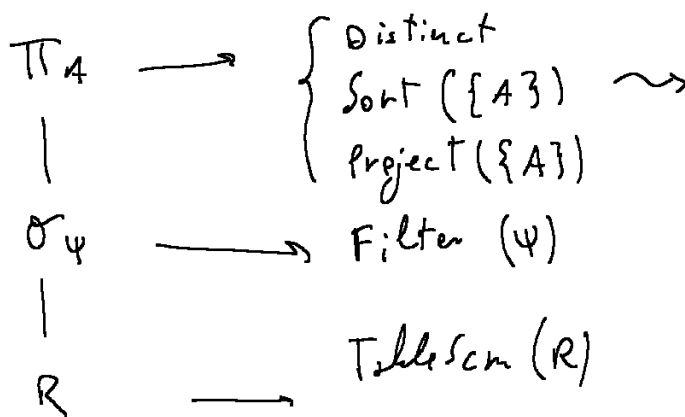 π_A → { Distinct
Sort ({A}) ⇝
Project ({A})
σ_ψ → Filter (ψ)
R → TableScan (R)